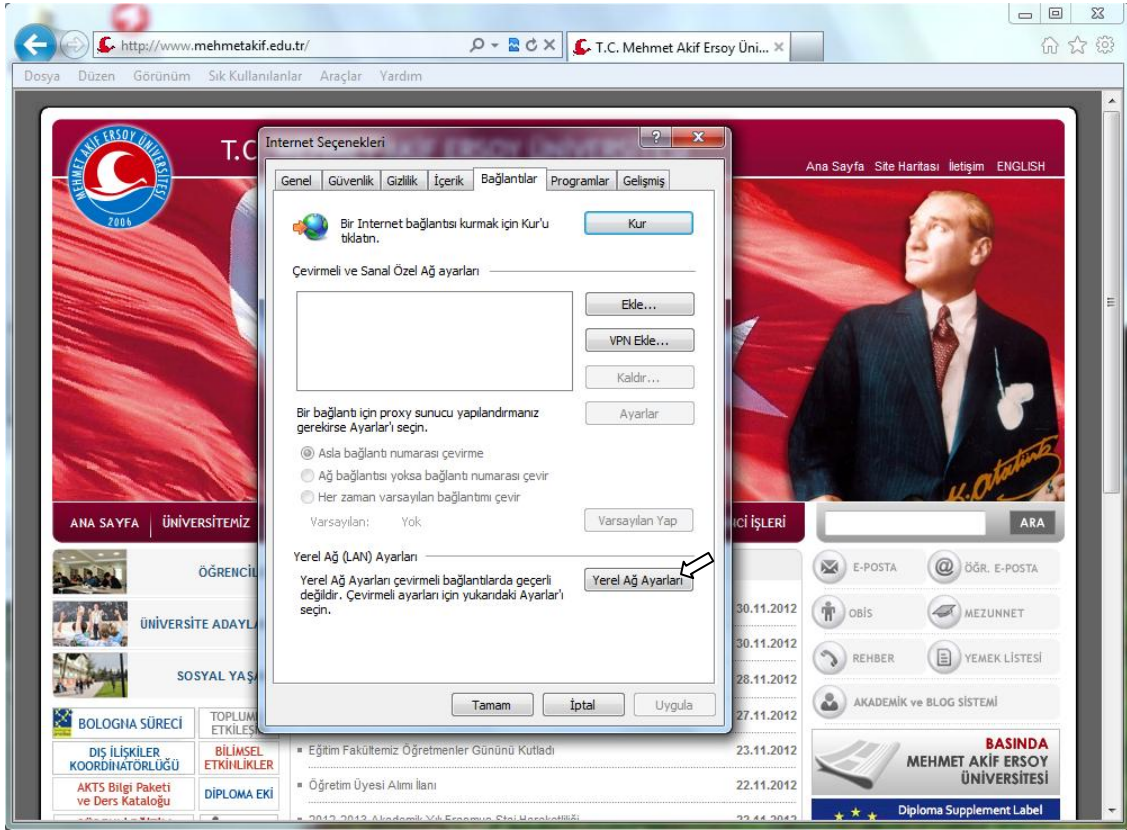 http://www.mehmetakif.edu.tr/
T.C. Mehmet Akif Ersoy Üni...
Dosya Düzen Görünüm Sık Kullanılanlar Araçlar Yardım
MEHMET AKİF ERSOY ÜNİVERSİTESİ
2006
T.C
Ana Sayfa Site Haritası İletişim ENGLISH
Internet Seçenekleri
Genel Güvenlik Gizlilik İçerik Bağlantılar Programlar Gelişmiş
Bir Internet bağlantısı kurmak için Kur'u
tıklatın.
Kur
Çevirmeli ve Sanal Özel Ağ ayarları
Ekle...
VPN Ekle...
Kaldır...
Bir bağlantı için proxy sunucu yapılandırmanız
gerekirse Ayarlar'ı seçin.
Ayarlar
Asla bağlantı numarası çevirme
Ağ bağlantısı yoksa bağlantı numarası çevir
Her zaman varsayılan bağlantımı çevir
Varsayılan: Yok
Varsayılan Yap
Yerel Ağ (LAN) Ayarları
Yerel Ağ Ayarları çevirmeli bağlantılarda geçerli
değildir. Çevirmeli ayarları için yukarıdaki Ayarlar'ı
seçin.
Yerel Ağ Ayarları
Tamam İptal Uygula
K. Atatürk
ANA SAYFA ÜNİVERSİTEMİZ
NCİ İŞLERİ
ARA
ÖĞRENCİL
ÜNİVERSİTE ADAYLA
SOSYAL YAŞA
BOLOGNA SÜRECİ
TOPLUM
ETKİLEŞ
DIŞ İLİŞKİLER
KOORDİNATÖRLÜĞÜ
BİLİMSEL
ETKİNLİKLER
AKTS Bilgi Paketi
ve Ders Kataloğu
DİPLOMA EKİ
30.11.2012
30.11.2012
28.11.2012
27.11.2012
Eğitim Fakültemiz Öğretmenler Gününü Kutladı 23.11.2012
Öğretim Üyesi Alımı İlanı 22.11.2012
2012-2013 Akademik Yılı Erasmus Staj Hareketliliği
E-POSTA ÖĞR. E-POSTA
OBİS MEZUNNET
REHBER YEMEK LİSTESİ
AKADEMİK ve BLOG SİSTEMİ
BASINDA
MEHMET AKİF ERSOY
ÜNİVERSİTESİ
Diploma Supplement Label